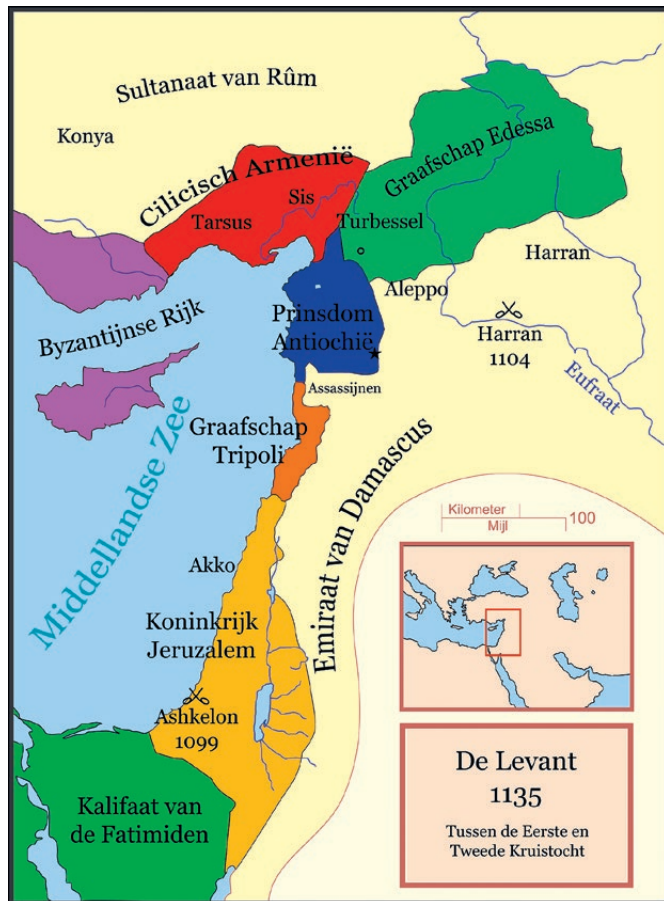 Sultanaat van Rûm
Konya
Cilicisch Armenië
Graafschap Edessa
Sis
Tarsus
Turbessel
Harran
Aleppo
Byzantijnse Rijk
Prinsdom
Antiochië
Harran
1104
Eufraat
Assassijnen
Graafschap
Tripoli
Middellandse Zee
Emiraat van Damascus
Kilometer
Mijl
100
Akko
Koninkrijk
Jeruzalem
Ashkelon
1099
Kalifaat van
de Fatimiden
De Levant
1135
Tussen de Eerste en
Tweede Kruistocht